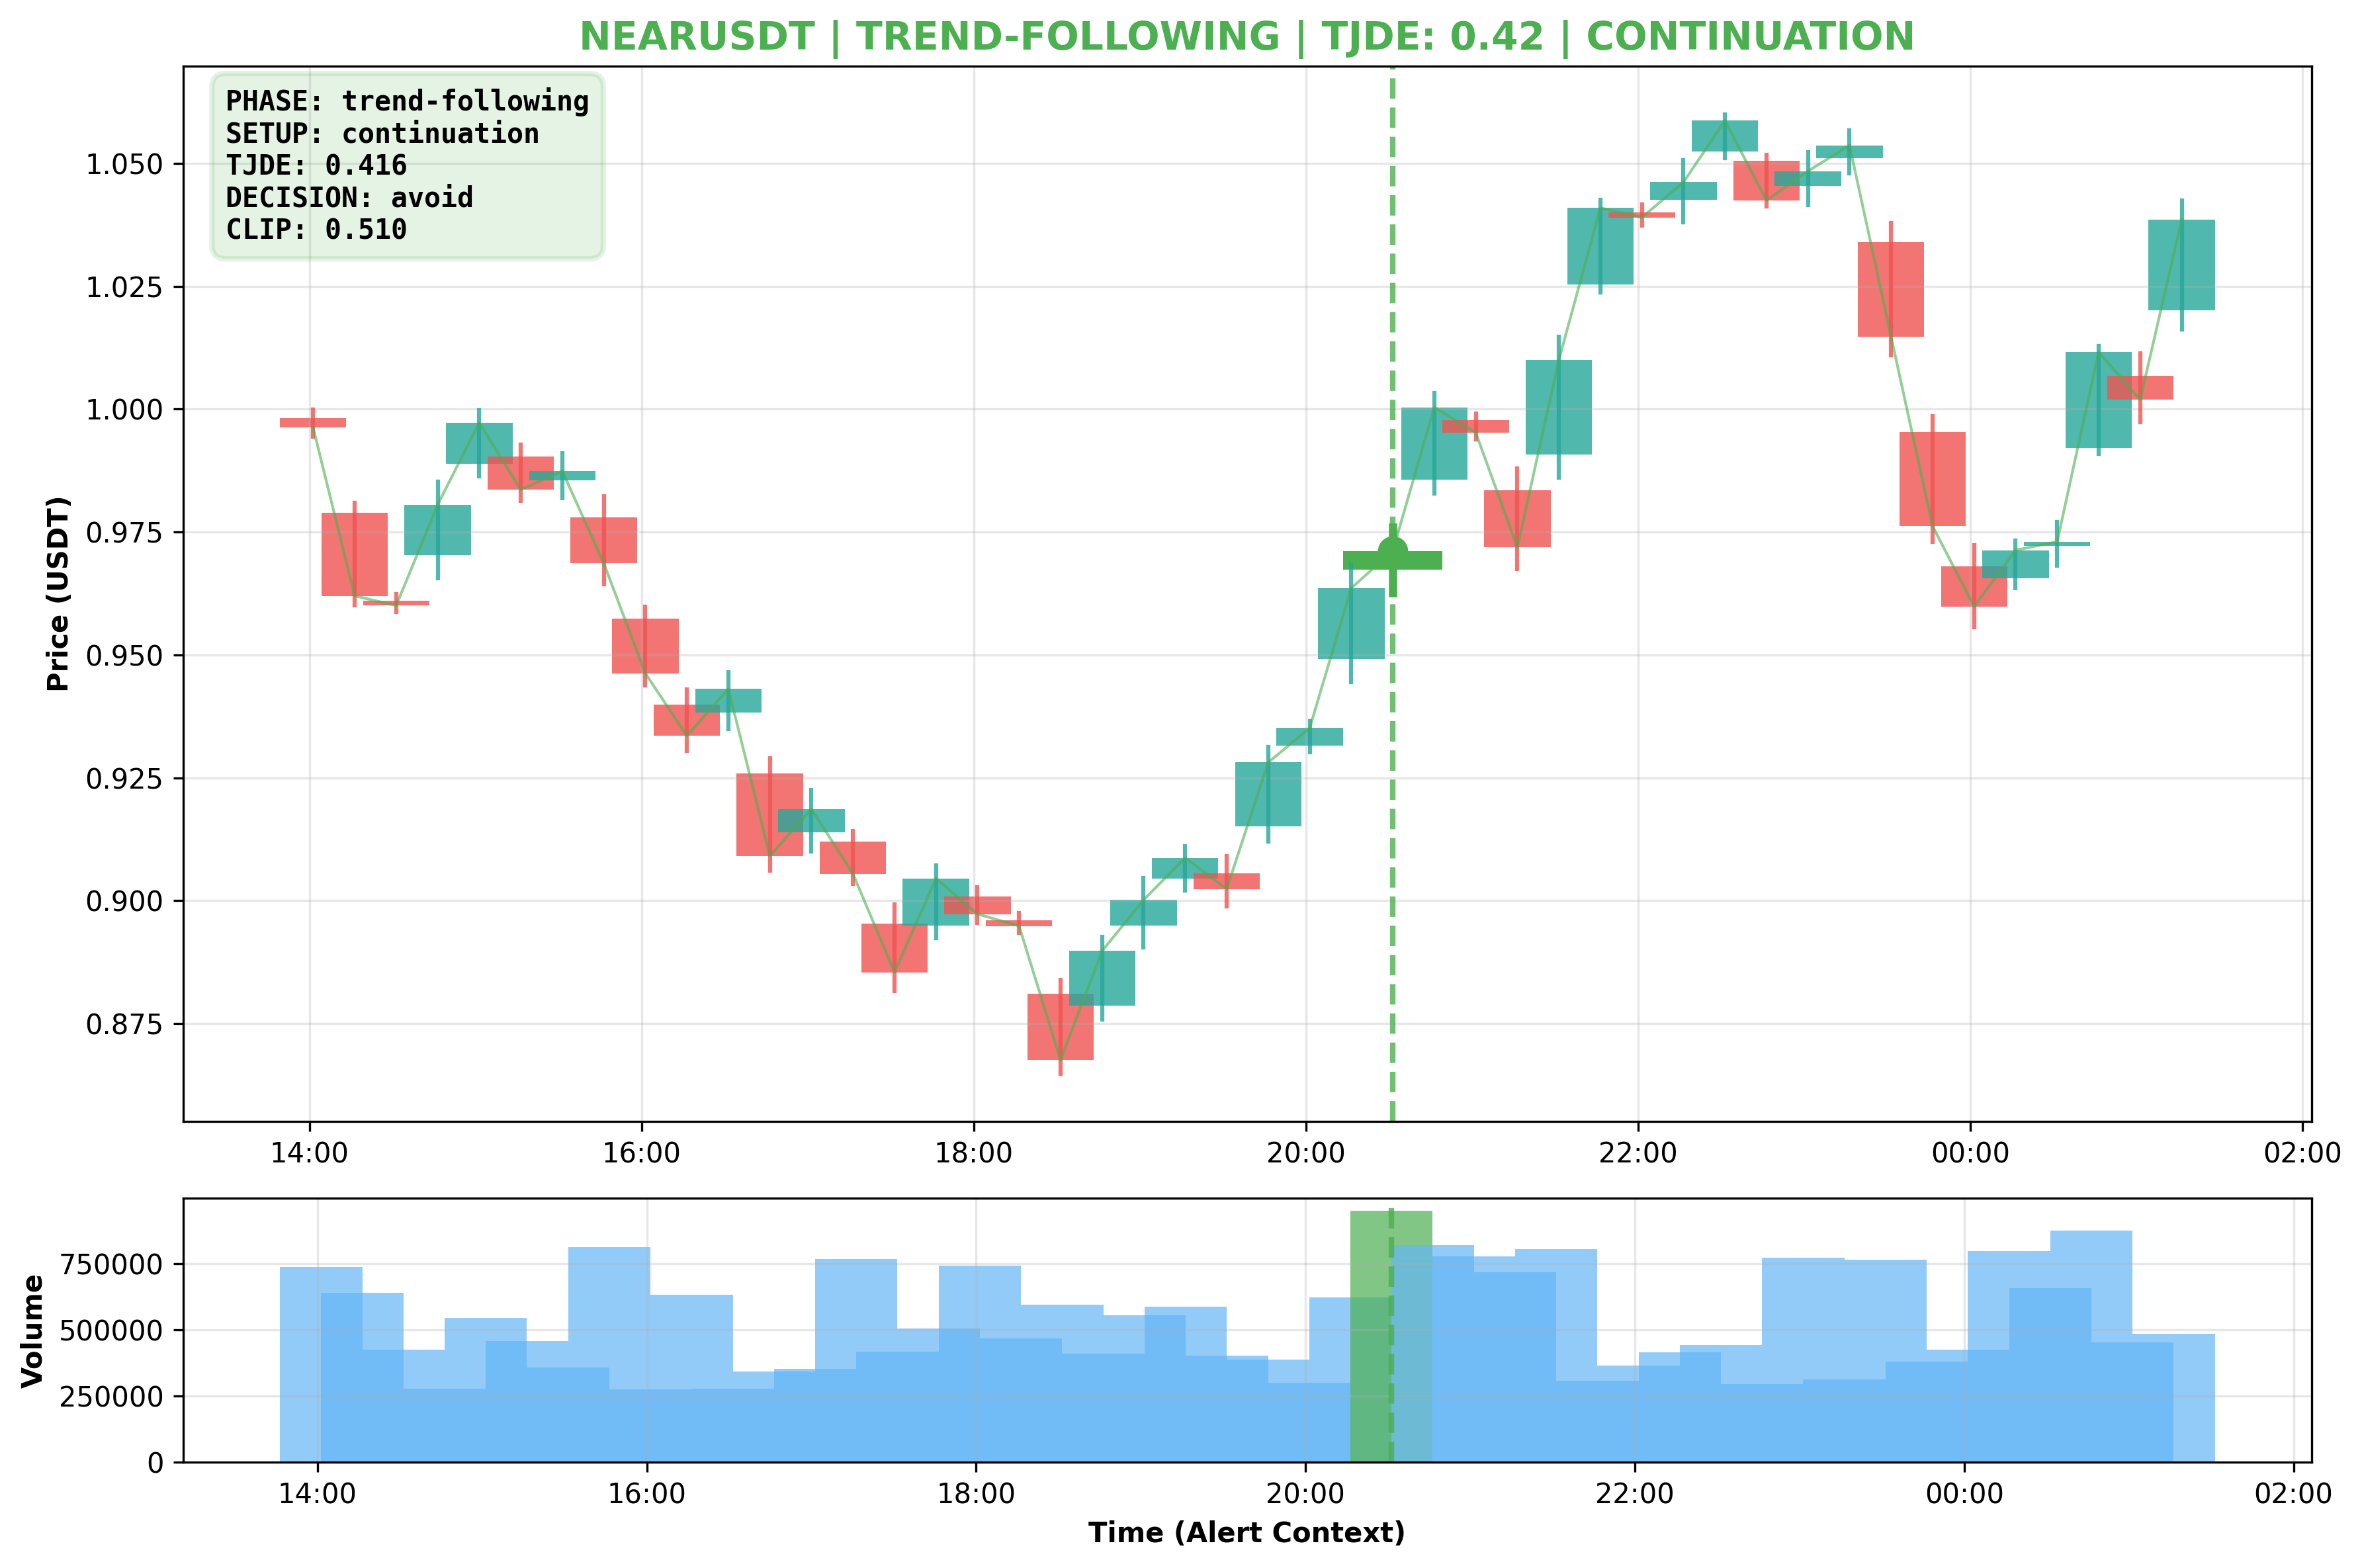 NEARUSDT | TREND-FOLLOWING | TJDE: 0.42 | CONTINUATION
PHASE: trend-following
SETUP: continuation
TJDE: 0.416
DECISION: avoid
CLIP: 0.510
Price (USDT)
1.050
1.025
1.000
0.975
0.950
0.925
0.900
0.875
14:00 16:00 18:00 20:00 22:00 00:00 02:00
Volume
750000
500000
250000
0
14:00 16:00 18:00 20:00 22:00 00:00 02:00
Time (Alert Context)